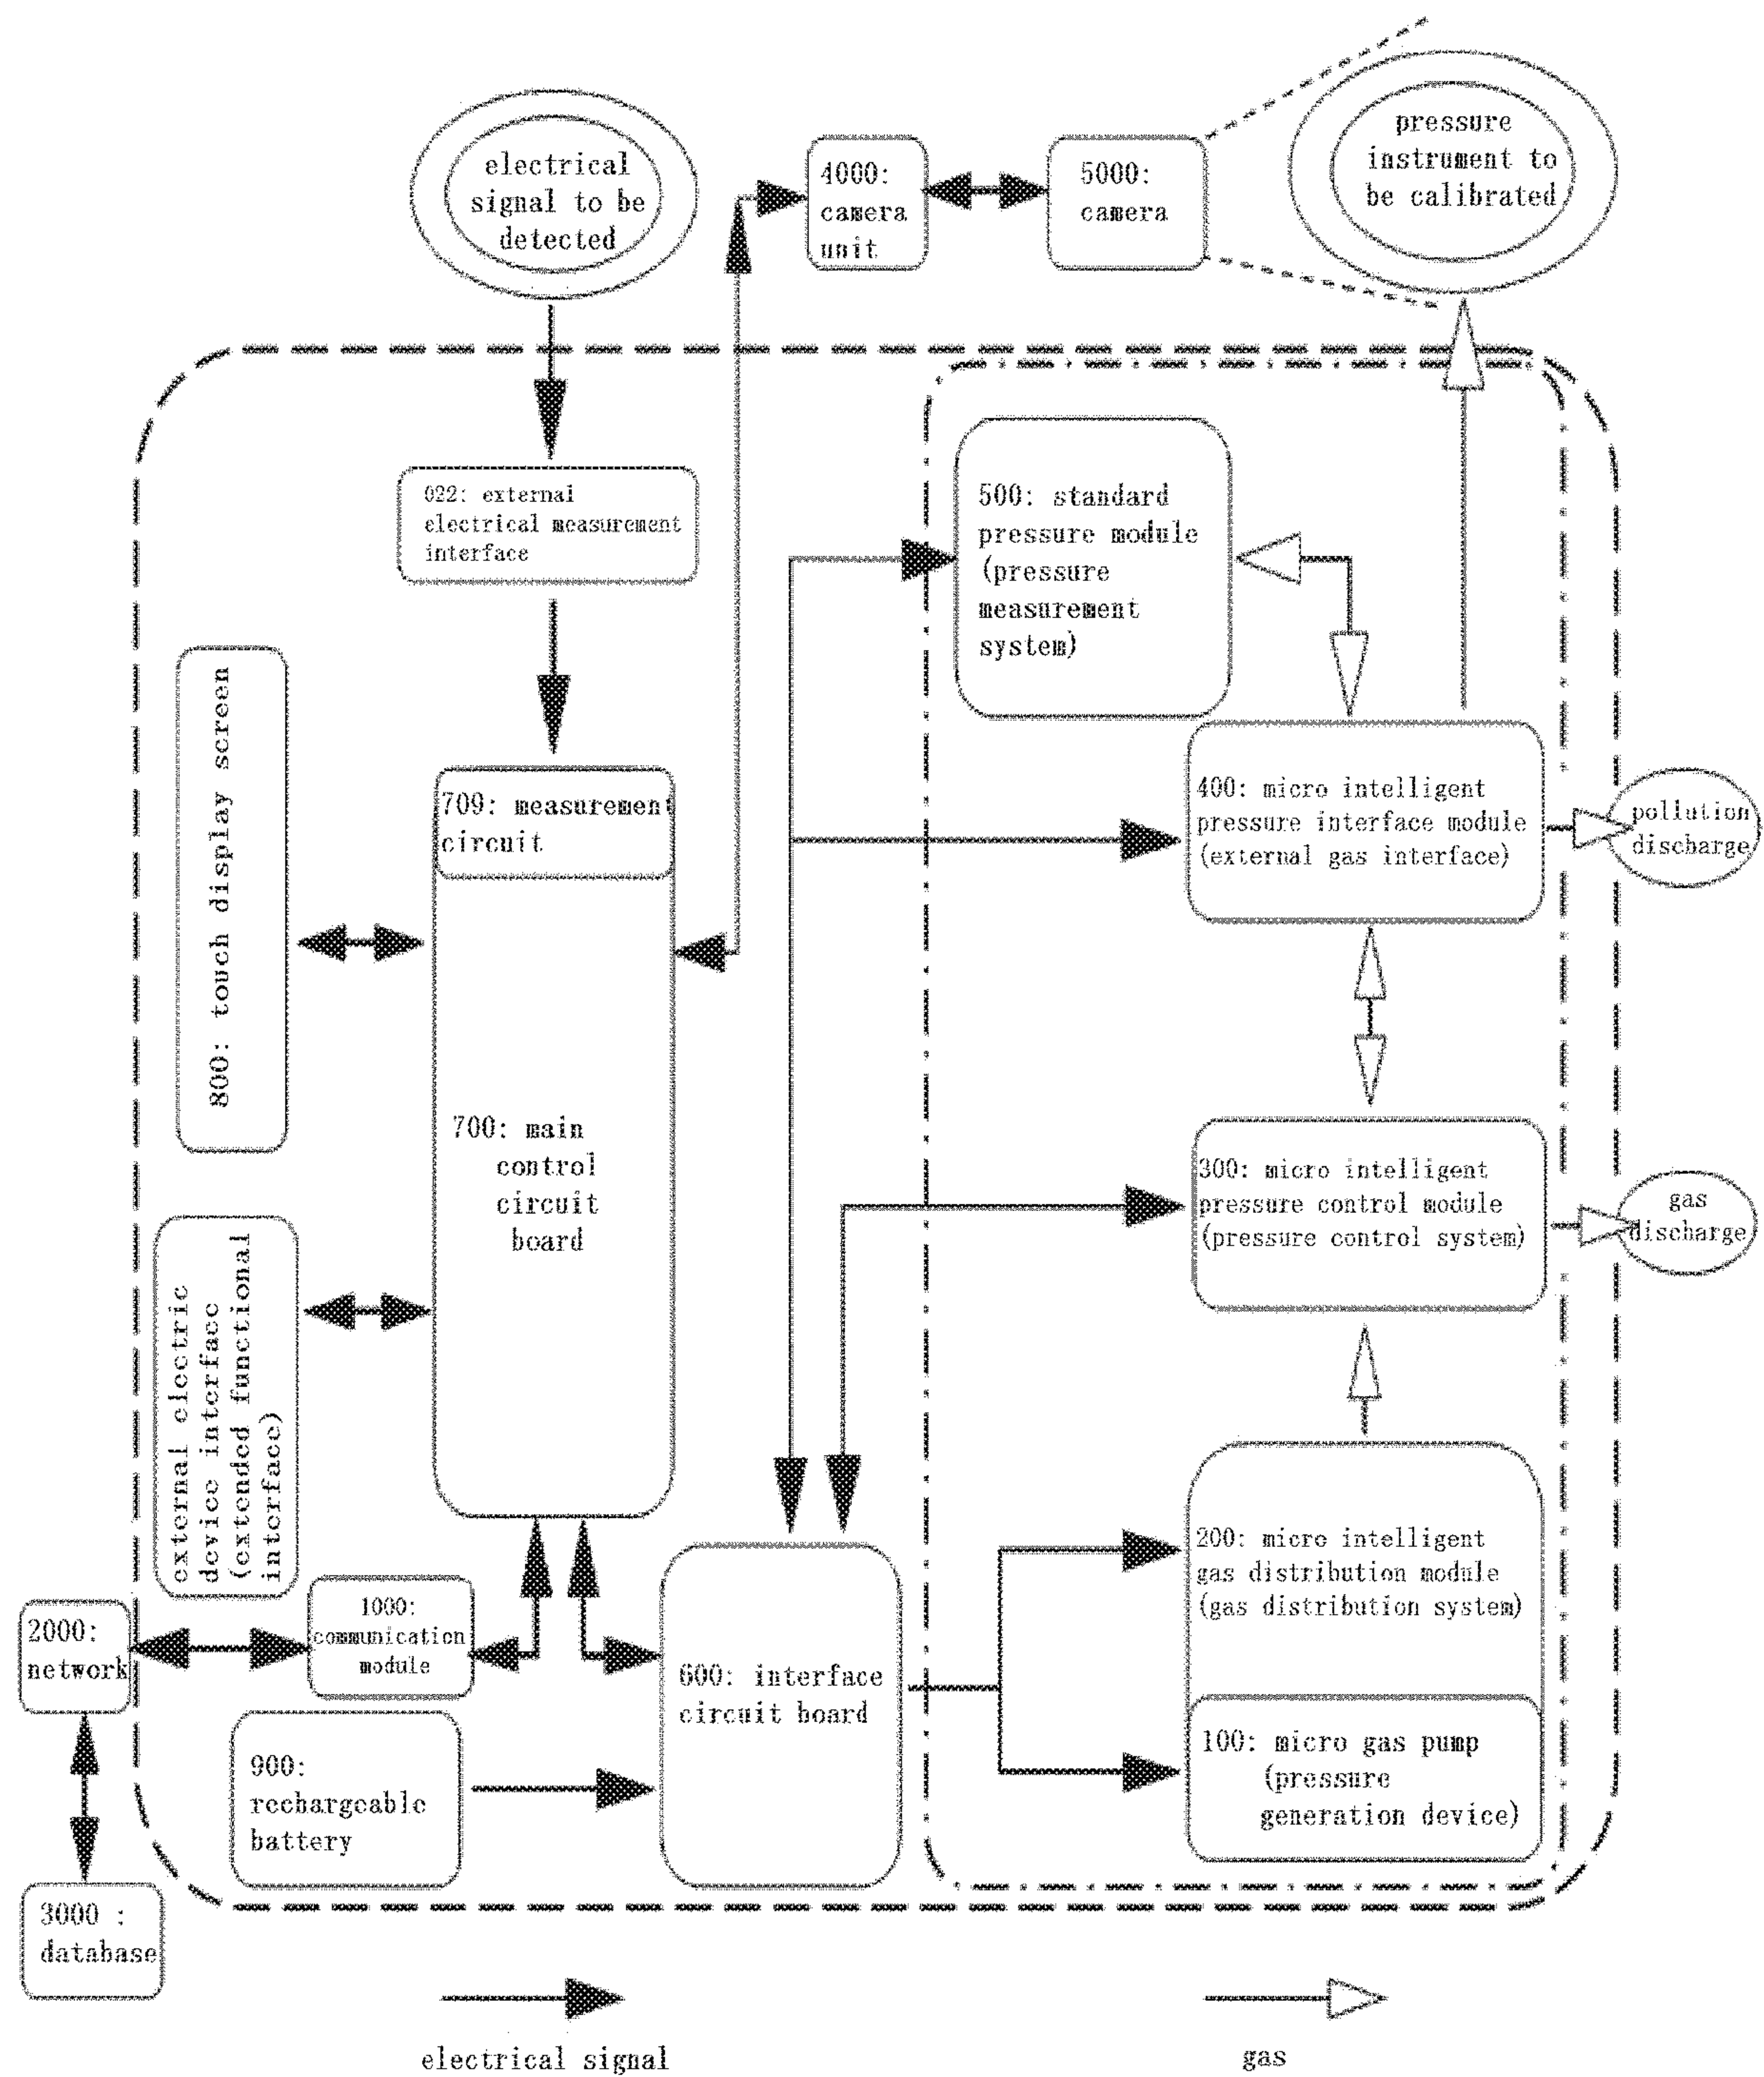 electrical
signal to be
detected
4000:
camera
unit
5000:
camera
pressure
instrument to
be calibrated
022: external
electrical measurement
interface
500: standard
pressure module
(pressure
measurement
system)
800: touch display screen
709: measurement
circuit
400: micro intelligent
pressure interface module
(external gas interface)
pollution
discharge
700: main
control
circuit
board
300: micro intelligent
pressure control module
(pressure control system)
gas
discharge
external electric
device interface
(extended functional
interface)
200: micro intelligent
gas distribution module
(gas distribution system)
2000:
network
1000:
communication
module
600: interface
circuit board
100: micro gas pump
(pressure
generation device)
900:
rechargeable
battery
3000 :
database
electrical signal
gas